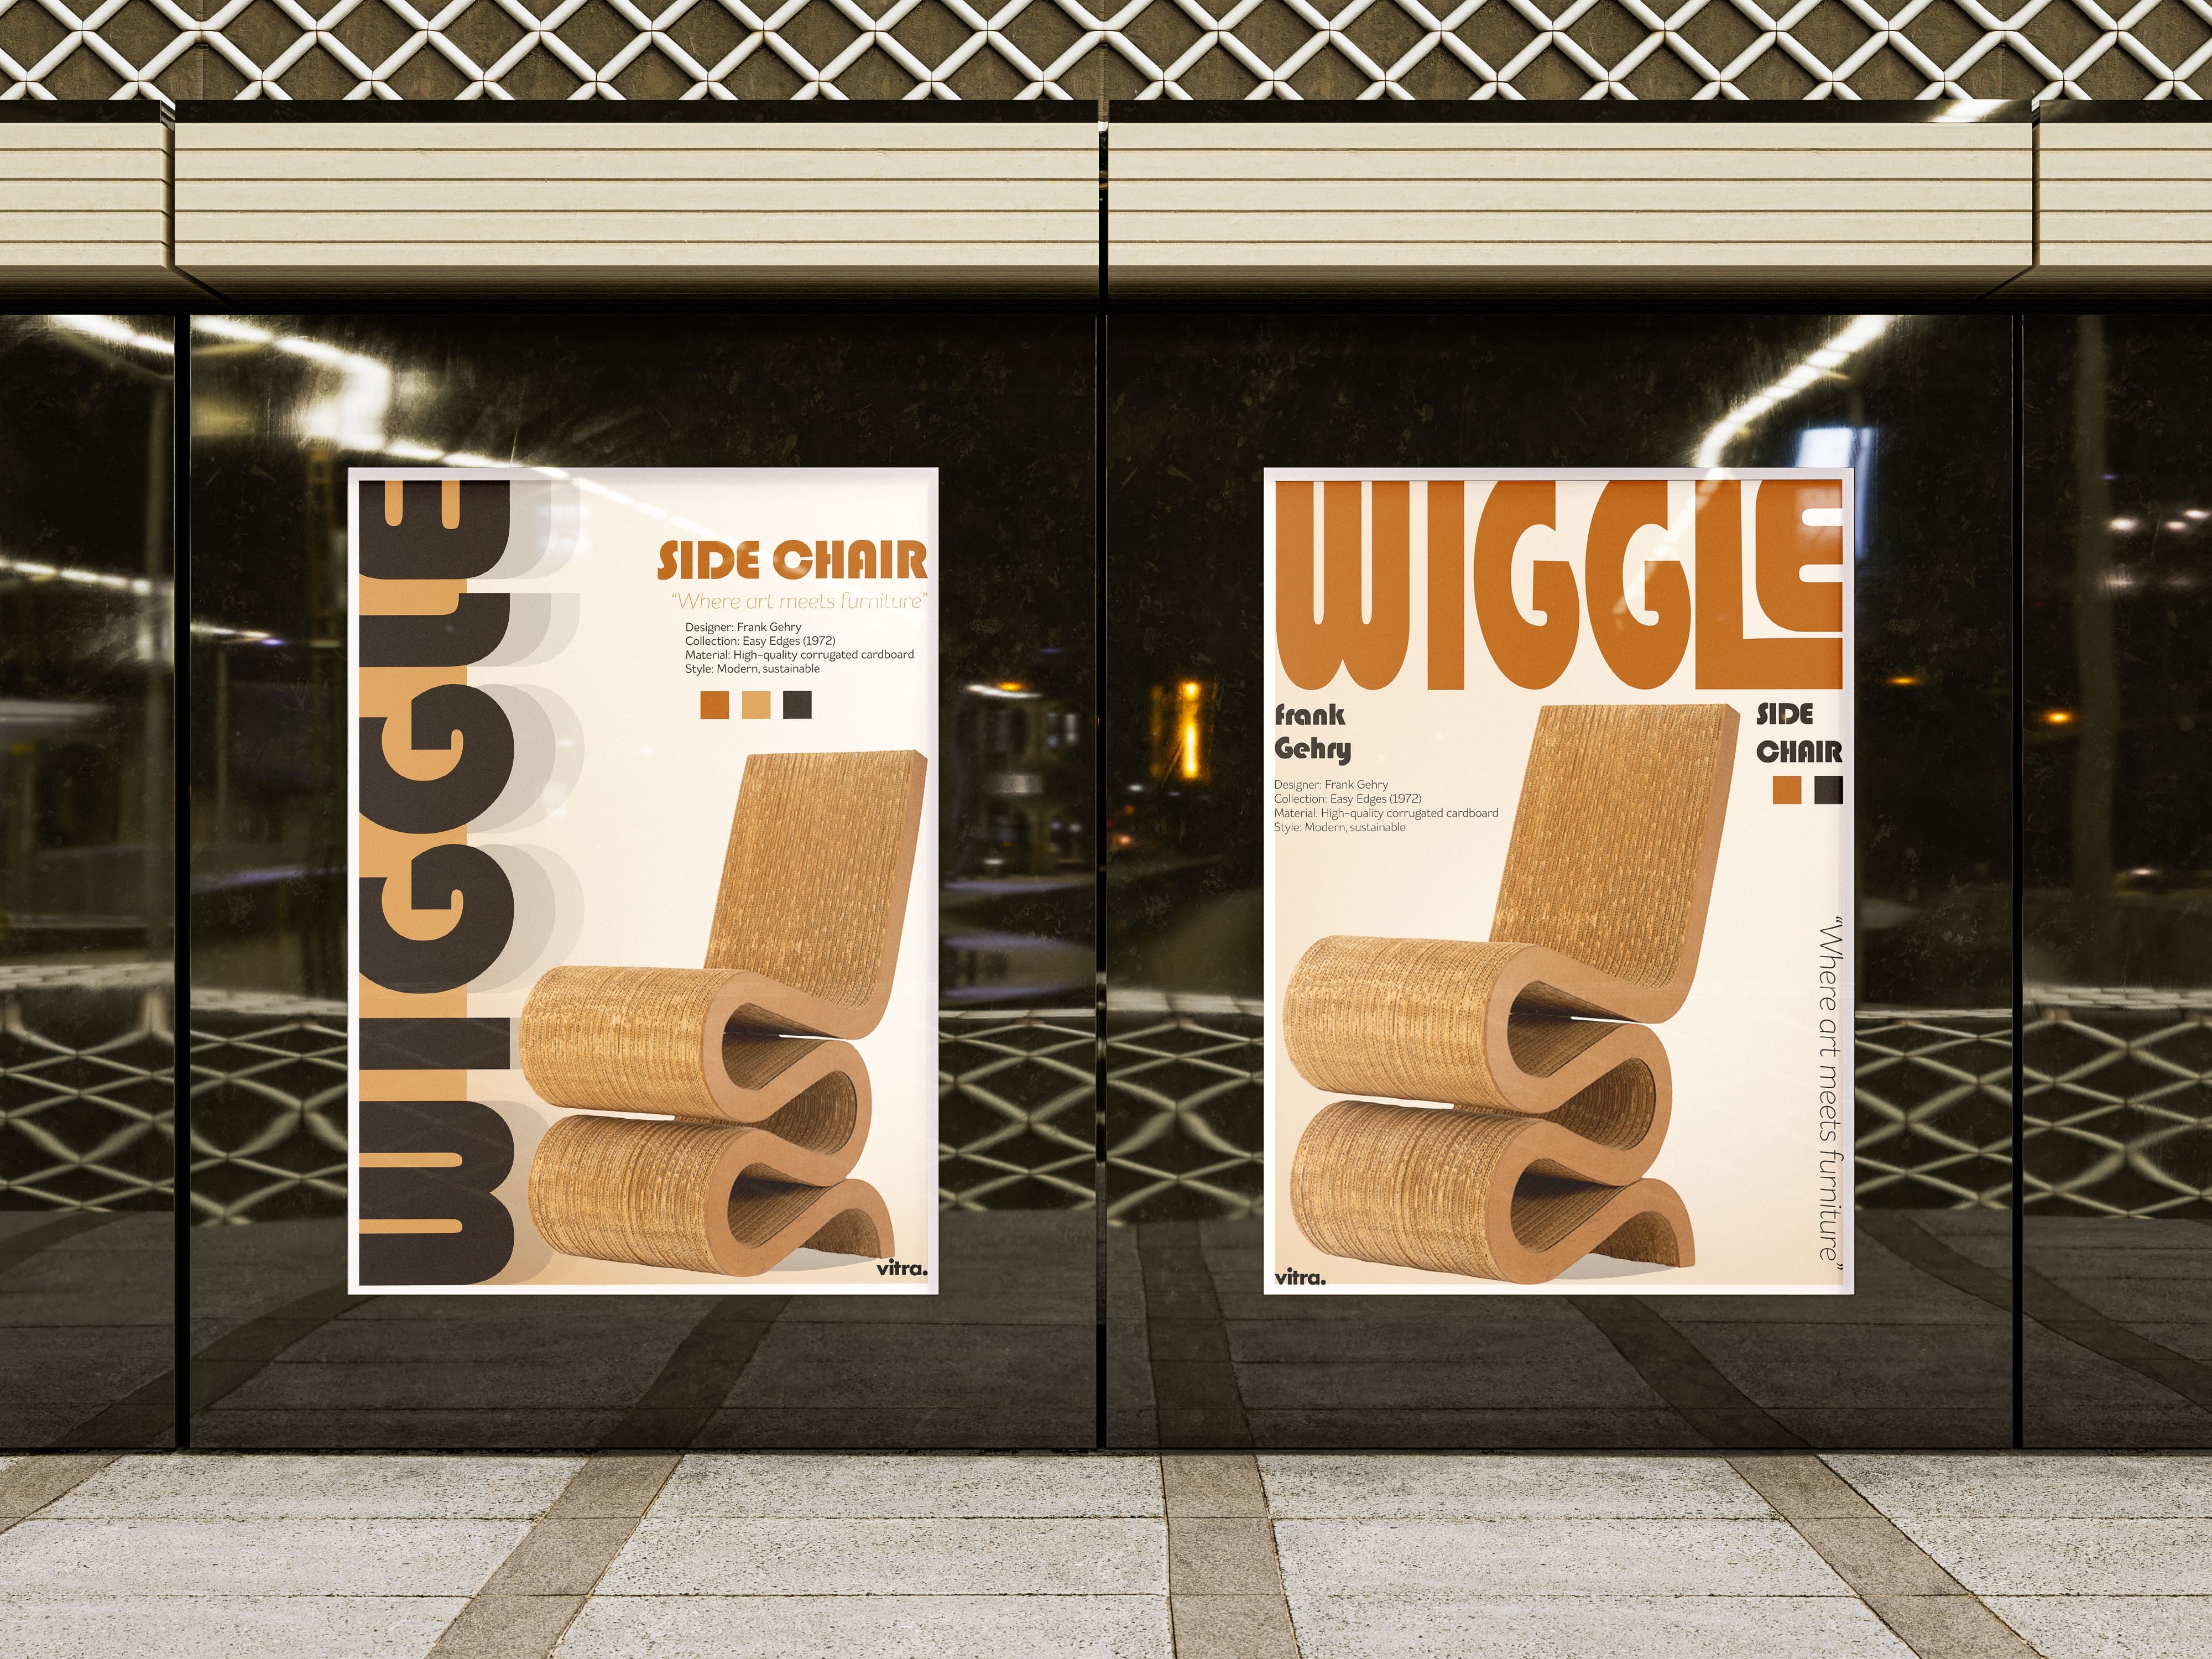 WIGGLE
SIDE CHAIR
“Where art meets furniture”
Designer: Frank Gehry
Collection: Easy Edges (1972)
Material: High-quality corrugated cardboard
Style: Modern, sustainable
vitra.
WIGGLE
frank
Gehry
SIDE
CHAIR
Designer: Frank Gehry
Collection: Easy Edges (1972)
Material: High-quality corrugated cardboard
Style: Modern, sustainable
“Where art meets furniture”
vitra.